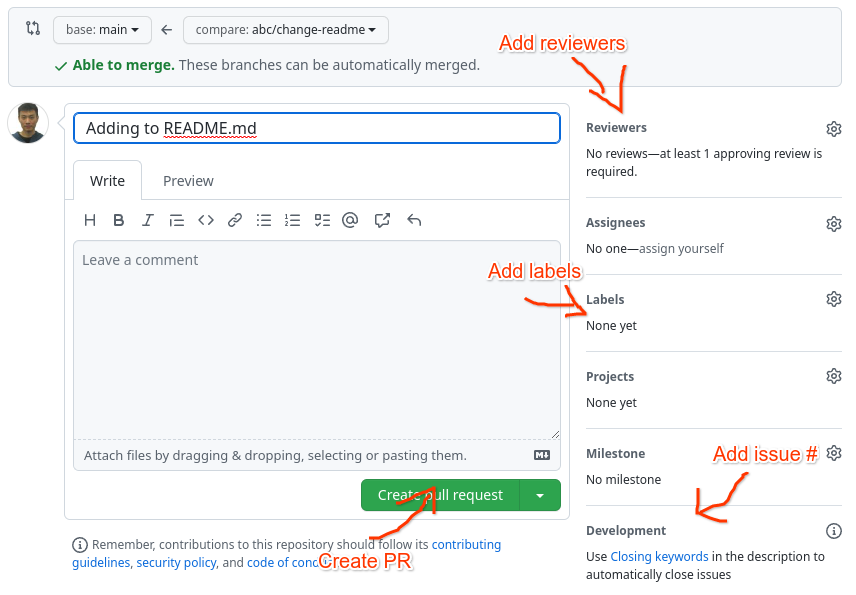 base: main
compare: abc/change-readme
Able to merge. These branches can be automatically merged.
Add reviewers
Adding to README.md
Write Preview
Leave a comment
Attach files by dragging & dropping, selecting or pasting them.
Create pull request
Create PR
Remember, contributions to this repository should follow its contributing
guidelines, security policy, and code of
Reviewers
No reviews—at least 1 approving review is
required.
Assignees
No one—assign yourself
Add labels
Labels
None yet
Projects
None yet
Milestone
No milestone
Add issue #
Development
Use Closing keywords in the description to
automatically close issues